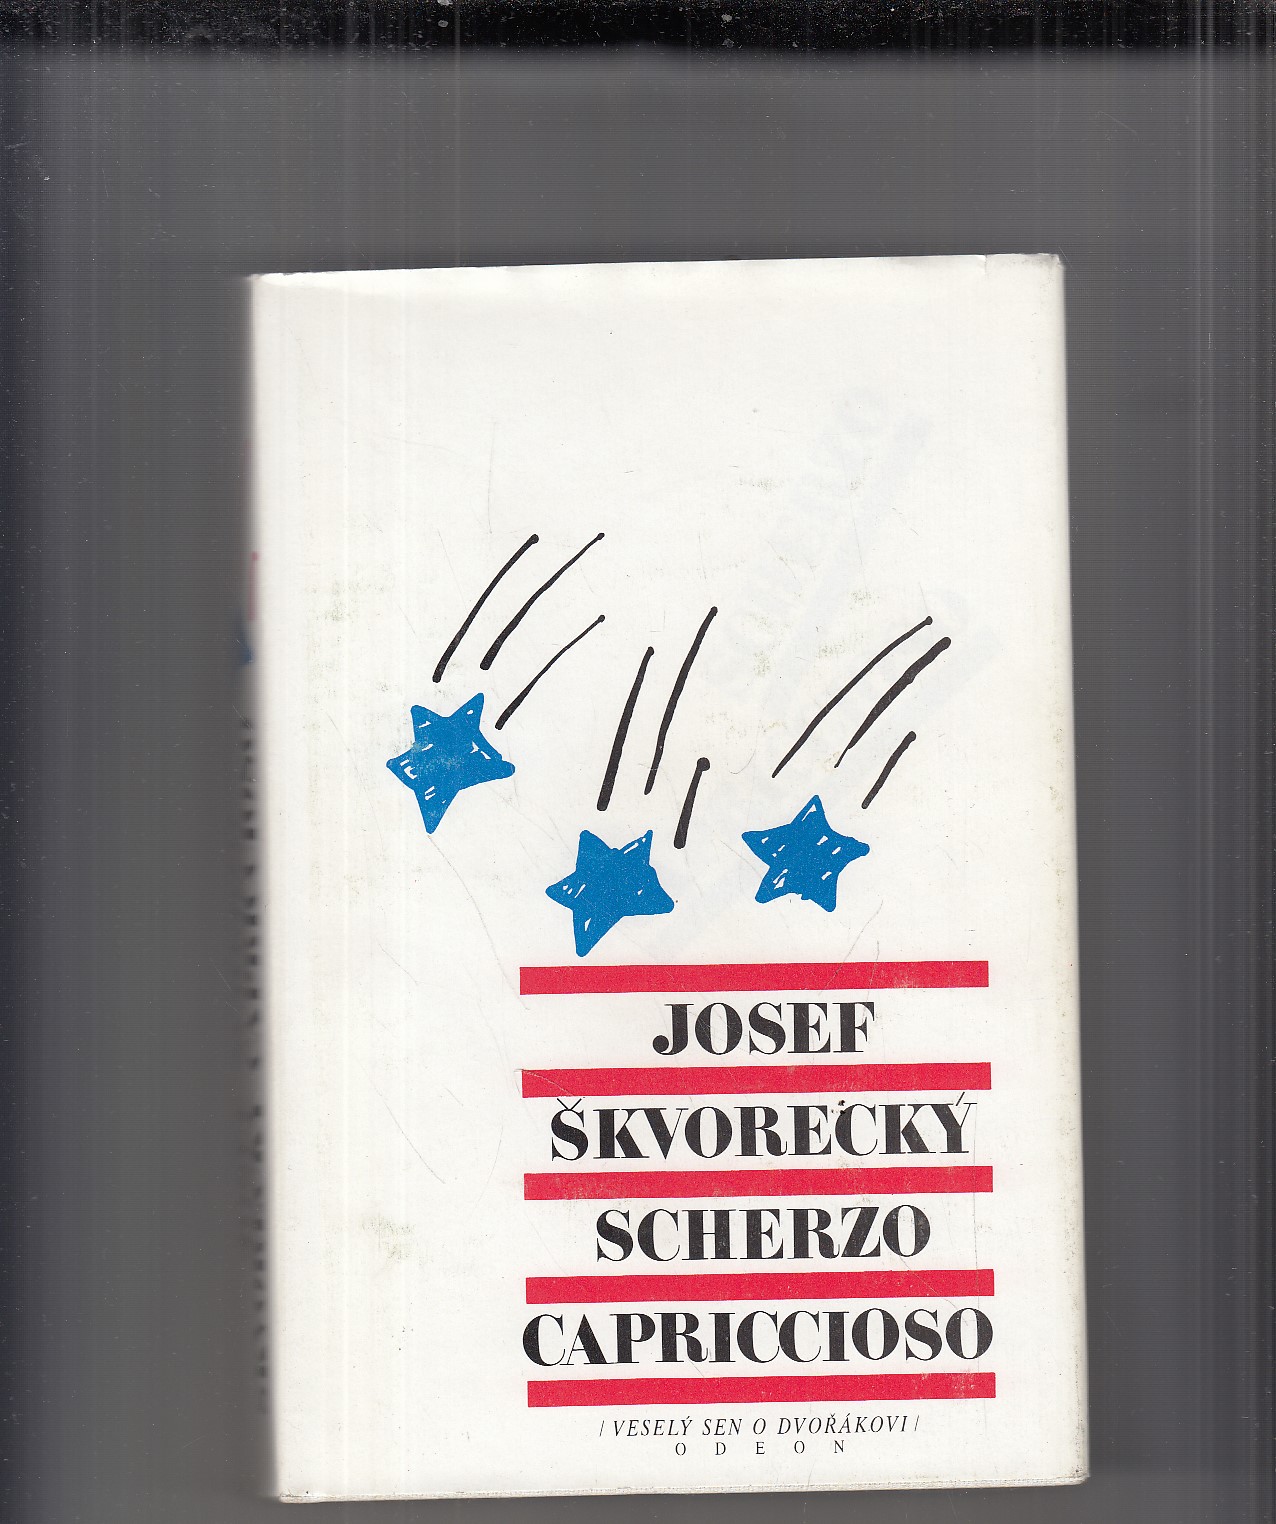 JOSEF
ŠKVORECKÝ
SCHERZO
CAPRICCIOSO
/ VESELÝ SEN O DVOŘÁKOVI /
ODEON